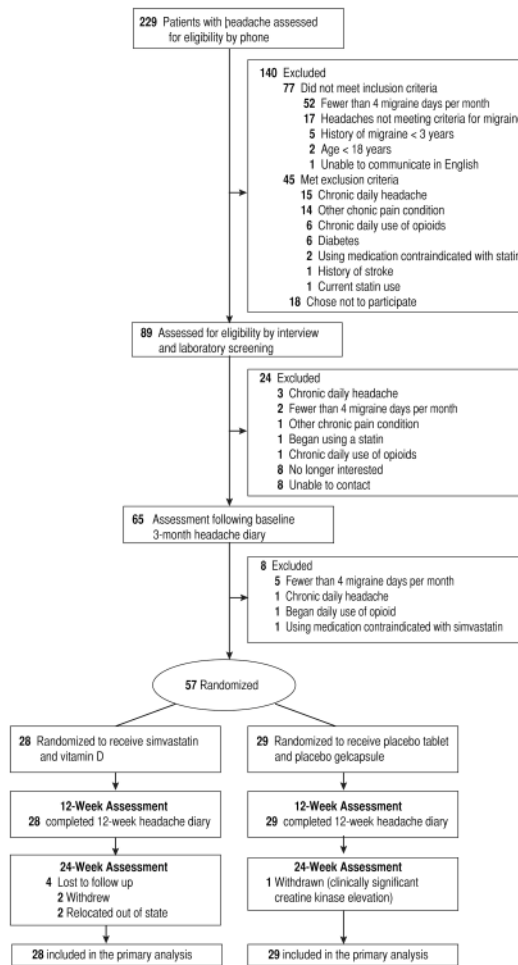 229 Patients with headache assessed
for eligibility by phone
140 Excluded
77 Did not meet inclusion criteria
52 Fewer than 4 migraine days per month
17 Headaches not meeting criteria for migraine
5 History of migraine < 3 years
2 Age < 18 years
1 Unable to communicate in English
45 Met exclusion criteria
15 Chronic daily headache
14 Other chonic pain condition
6 Chronic daily use of opioids
6 Diabetes
2 Using medication contraindicated with statin
1 History of stroke
1 Current statin use
18 Chose not to participate
89 Assessed for eligibility by interview
and laboratory screening
24 Excluded
3 Chronic daily headache
2 Fewer than 4 migraine days per month
1 Other chronic pain condition
1 Began using a statin
1 Chronic daily use of opioids
8 No longer interested
8 Unable to contact
65 Assessment following baseline
3-month headache diary
8 Excluded
5 Fewer than 4 migraine days per month
1 Chronic daily headache
1 Began daily use of opioid
1 Using medication contraindicated with simvastatin
57 Randomized
28 Randomized to receive simvastatin
and vitamin D
29 Randomized to receive placebo tablet
and placebo gelcapsule
12-Week Assessment
28 completed 12-week headache diary
12-Week Assessment
29 completed 12-week headache diary
24-Week Assessment
4 Lost to follow up
2 Withdrew
2 Relocated out of state
24-Week Assessment
1 Withdrawn (clinically significant
creatine kinase elevation)
28 included in the primary analysis
29 included in the primary analysis